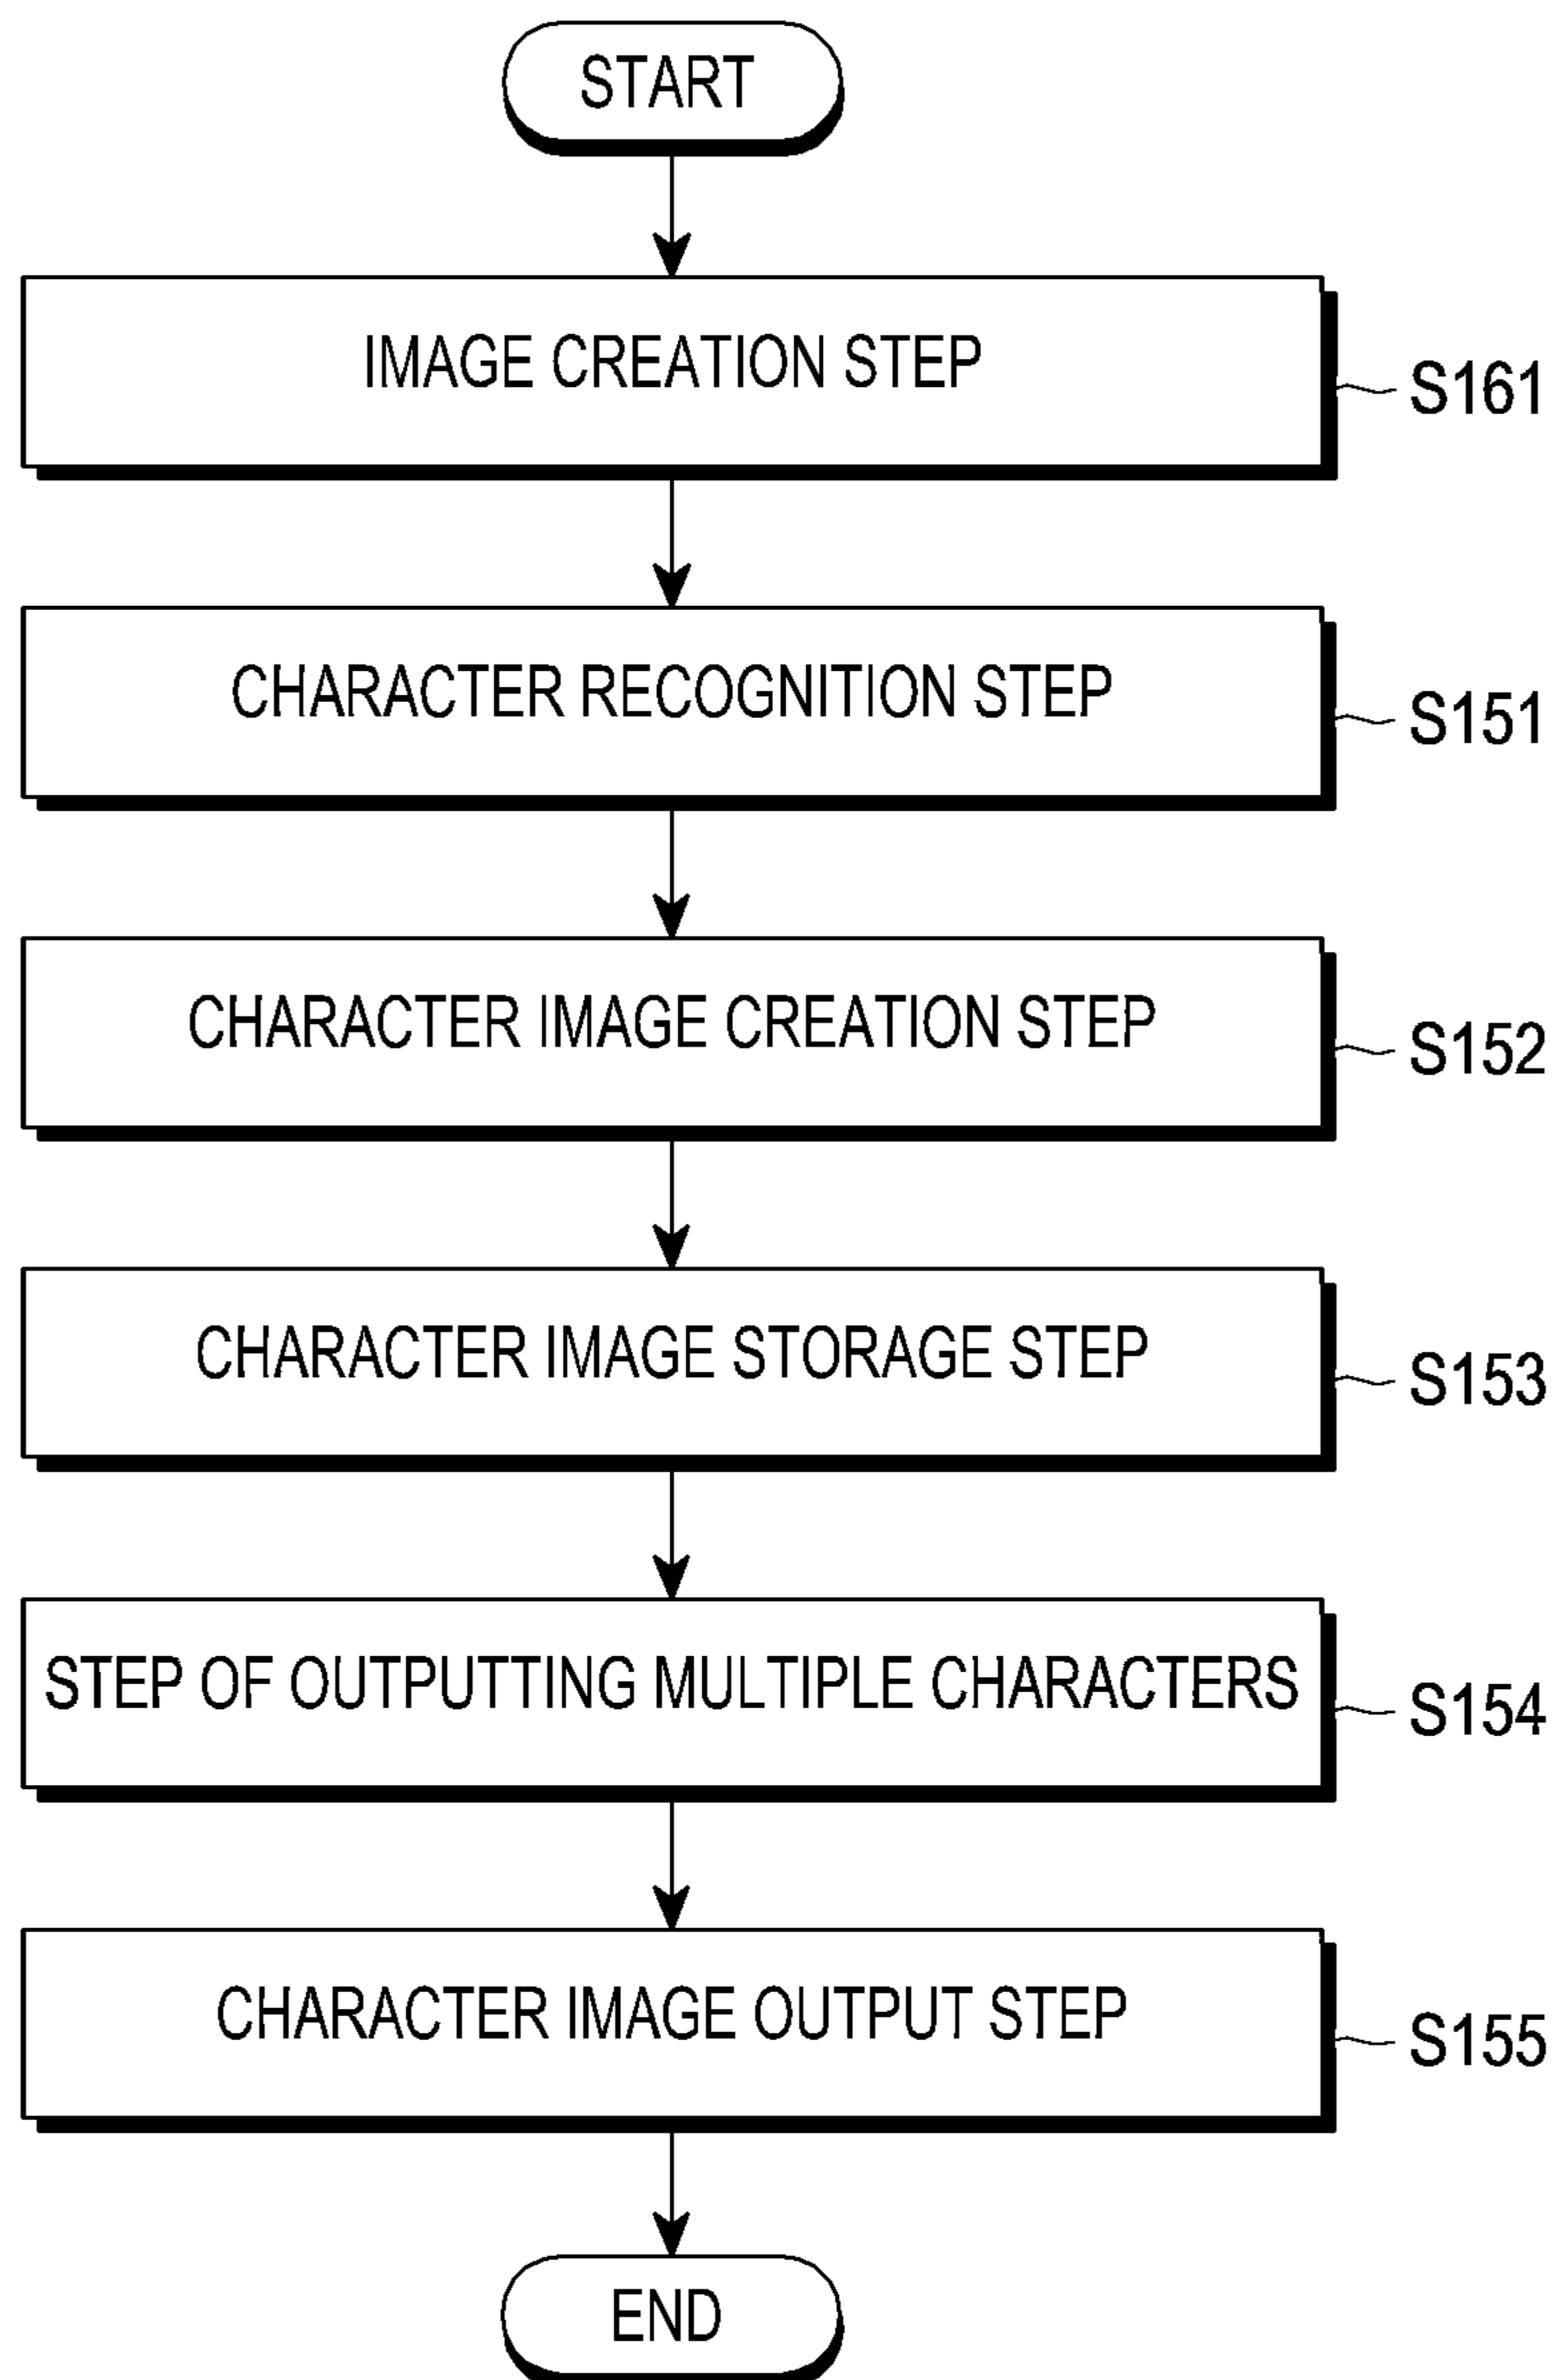 START
IMAGE CREATION STEP
S161
CHARACTER RECOGNITION STEP
S151
CHARACTER IMAGE CREATION STEP
S152
CHARACTER IMAGE STORAGE STEP
S153
STEP OF OUTPUTTING MULTIPLE CHARACTERS
S154
CHARACTER IMAGE OUTPUT STEP
S155
END